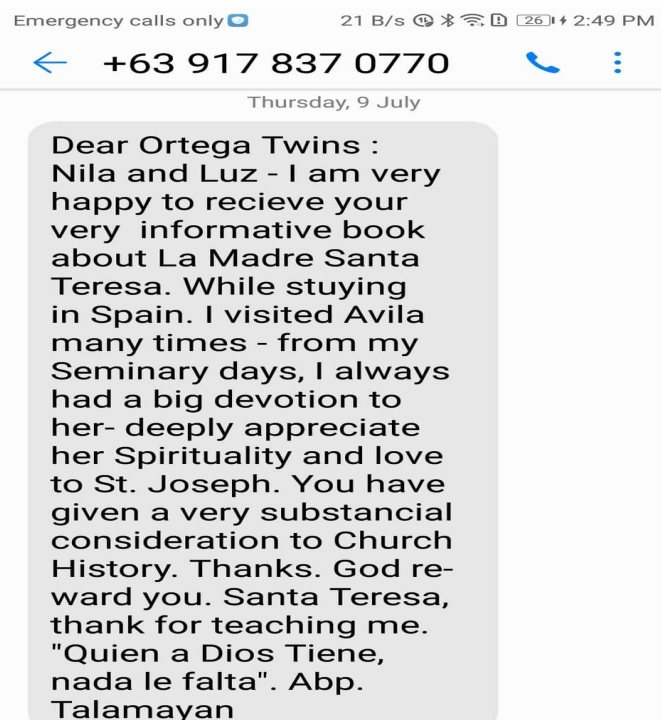 Emergency calls only 21 B/s 26 2:49 PM
+63 917 837 0770
Thursday, 9 July
Dear Ortega Twins :
Nila and Luz - I am very
happy to recieve your
very  informative book
about La Madre Santa
Teresa. While stuying
in Spain. I visited Avila
many times - from my
Seminary days, I always
had a big devotion to
her- deeply appreciate
her Spirituality and love
to St. Joseph. You have
given a very substancial
consideration to Church
History. Thanks. God re-
ward you. Santa Teresa,
thank for teaching me.
"Quien a Dios Tiene,
nada le falta". Abp.
Talamayan